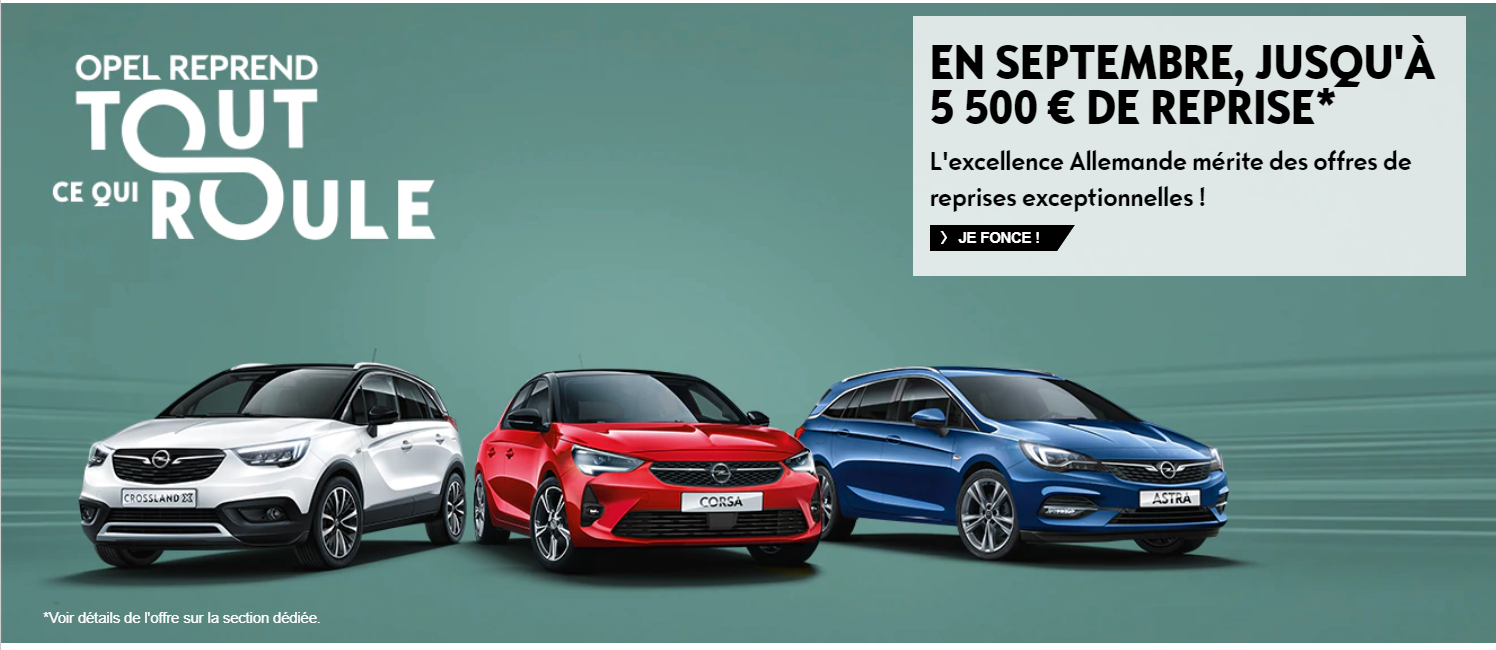 OPEL REPREND
TOUT
CE QUI ROULE
EN SEPTEMBRE, JUSQU'À
5 500 € DE REPRISE*
L'excellence Allemande mérite des offres de
reprises exceptionnelles !
〉 JE FONCE !
CROSSLAND X
CORSA
ASTRA
*Voir détails de l'offre sur la section dédiée.